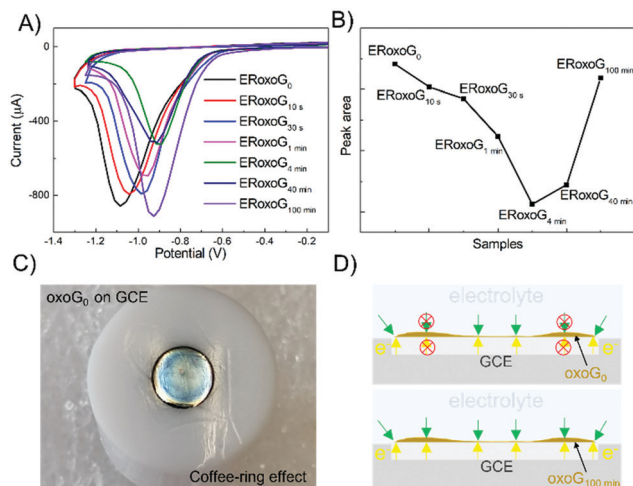 A)
0
-400
-800
Current (μA)
ERoxoG0
ERoxoG10 s
ERoxoG30 s
ERoxoG1 min
ERoxoG4 min
ERoxoG40 min
ERoxoG100 min
-1.4 -1.2 -1.0 -0.8 -0.6 -0.4 -0.2
Potential (V)
B)
Peak area
ERoxoG0
ERoxoG10 s
ERoxoG30 s
ERoxoG1 min
ERoxoG4 min
ERoxoG40 min
ERoxoG100 min
Samples
C)
oxoG0 on GCE
Coffee-ring effect
D)
electrolyte
e-
e-
GCE
oxoG0
electrolyte
e-
e-
GCE
oxoG100 min